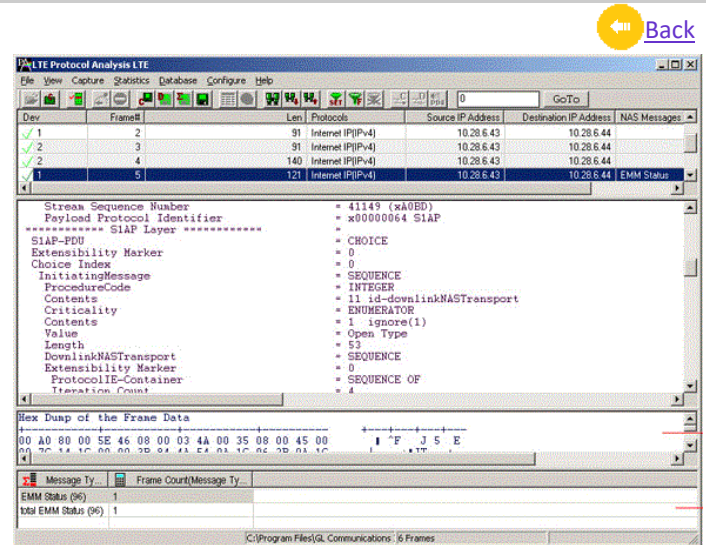 Back
LTE Protocol Analysis LTE
File View Capture Statistics Database Configure Help
0 GoTo
Dev Frame# Len Protocols Source IP Address Destination IP Address NAS Messages
1 2 91 Internet IP(IPv4) 10.28.6.43 10.28.6.44
2 3 91 Internet IP(IPv4) 10.28.6.43 10.28.6.44
2 4 140 Internet IP(IPv4) 10.28.6.43 10.28.6.44
1 5 121 Internet IP(IPv4) 10.28.6.43 10.28.6.44 EMM Status
Stream Sequence Number = 41149 (xA0BD)
Payload Protocol Identifier = x00000064 S1AP
============ S1AP Layer ============ =
S1AP-PDU = CHOICE
Extensibility Marker = 0
Choice Index = 0
InitiatingMessage = SEQUENCE
ProcedureCode = INTEGER
Contents = 11 id-downlinkNASTransport
Criticality = ENUMERATOR
Contents = 1 ignore(1)
Value = Open Type
Length = 53
DownlinkNASTransport = SEQUENCE
Extensibility Marker = 0
ProtocolIE-Container = SEQUENCE OF
Iteration Count = 4
Hex Dump of the Frame Data
00 A0 80 00 5E 46 08 00 03 4A 00 35 08 00 45 00 ^F J 5 E
Message Ty... Frame Count(Message Ty...
EMM Status (96) 1
total EMM Status (96) 1
C:\Program Files\GL Communications 6 Frames